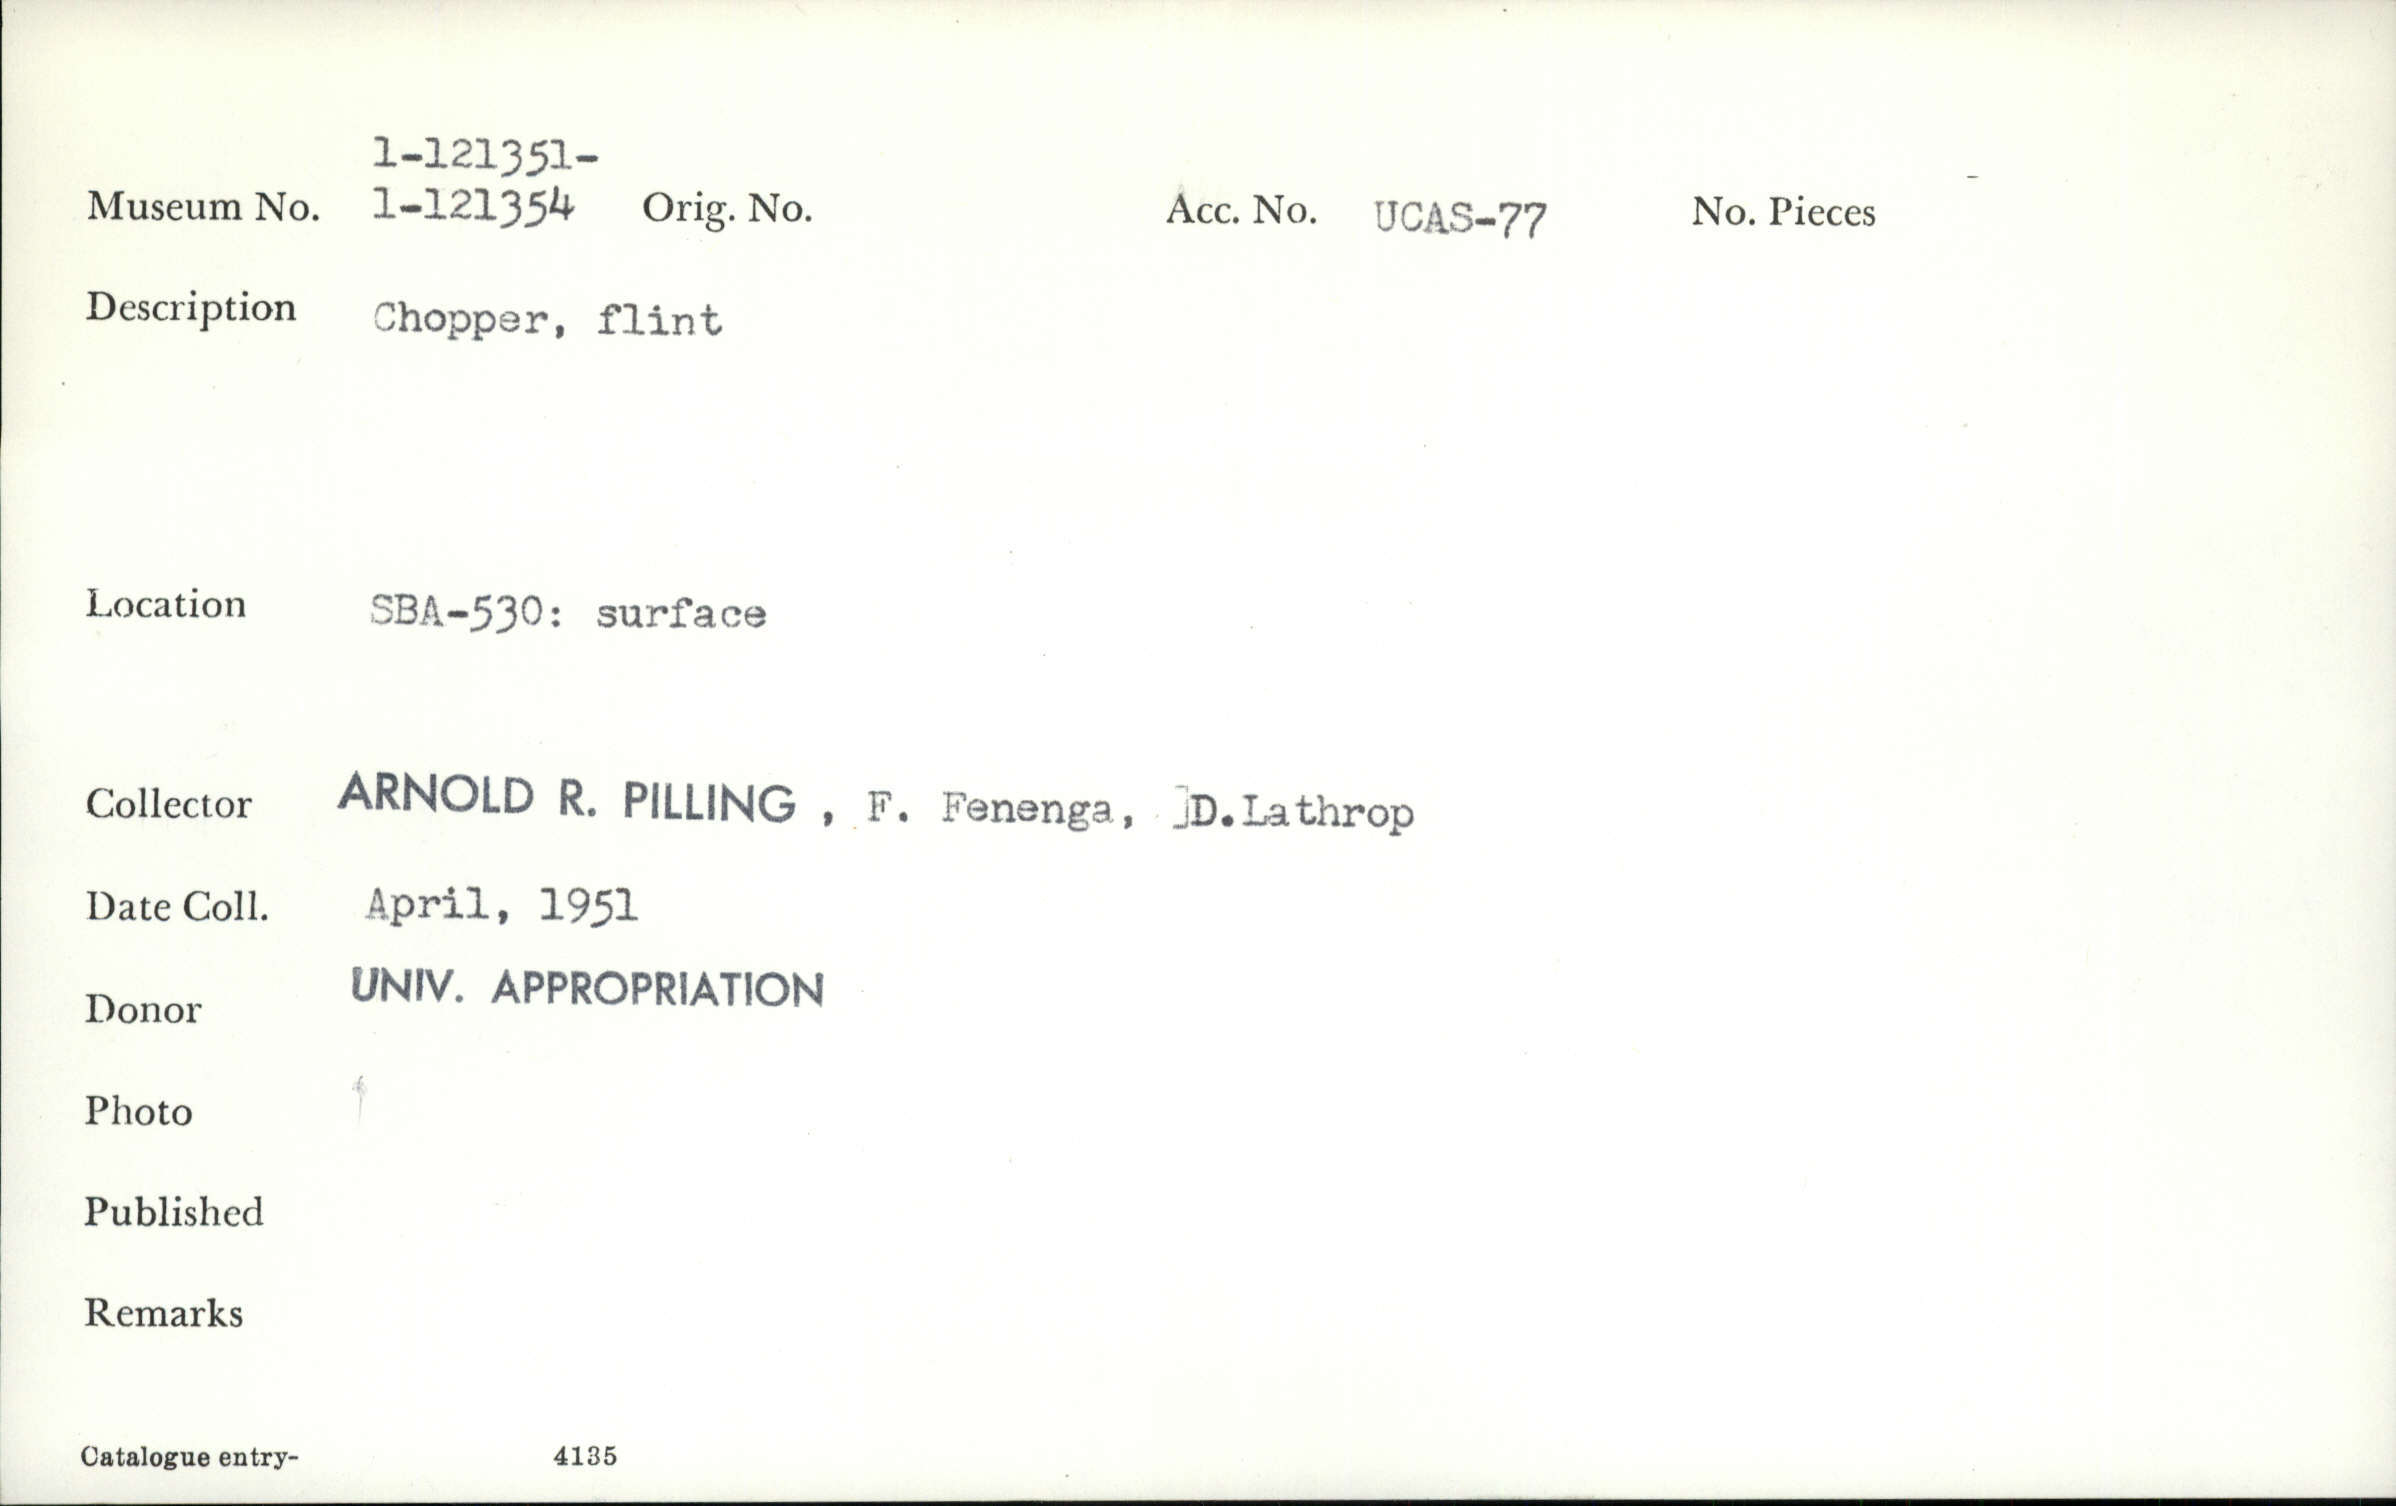 1-121351-
Museum No. 1-121354 Orig. No. Acc. No. UCAS-77 No. Pieces
Description Chopper, flint
Location SBA-530: surface
Collector ARNOLD R. PILLING , F. Fenenga, D.Lathrop
Date Coll. April, 1951
Donor UNIV. APPROPRIATION
Photo
Published
Remarks
Catalogue entry- 4135